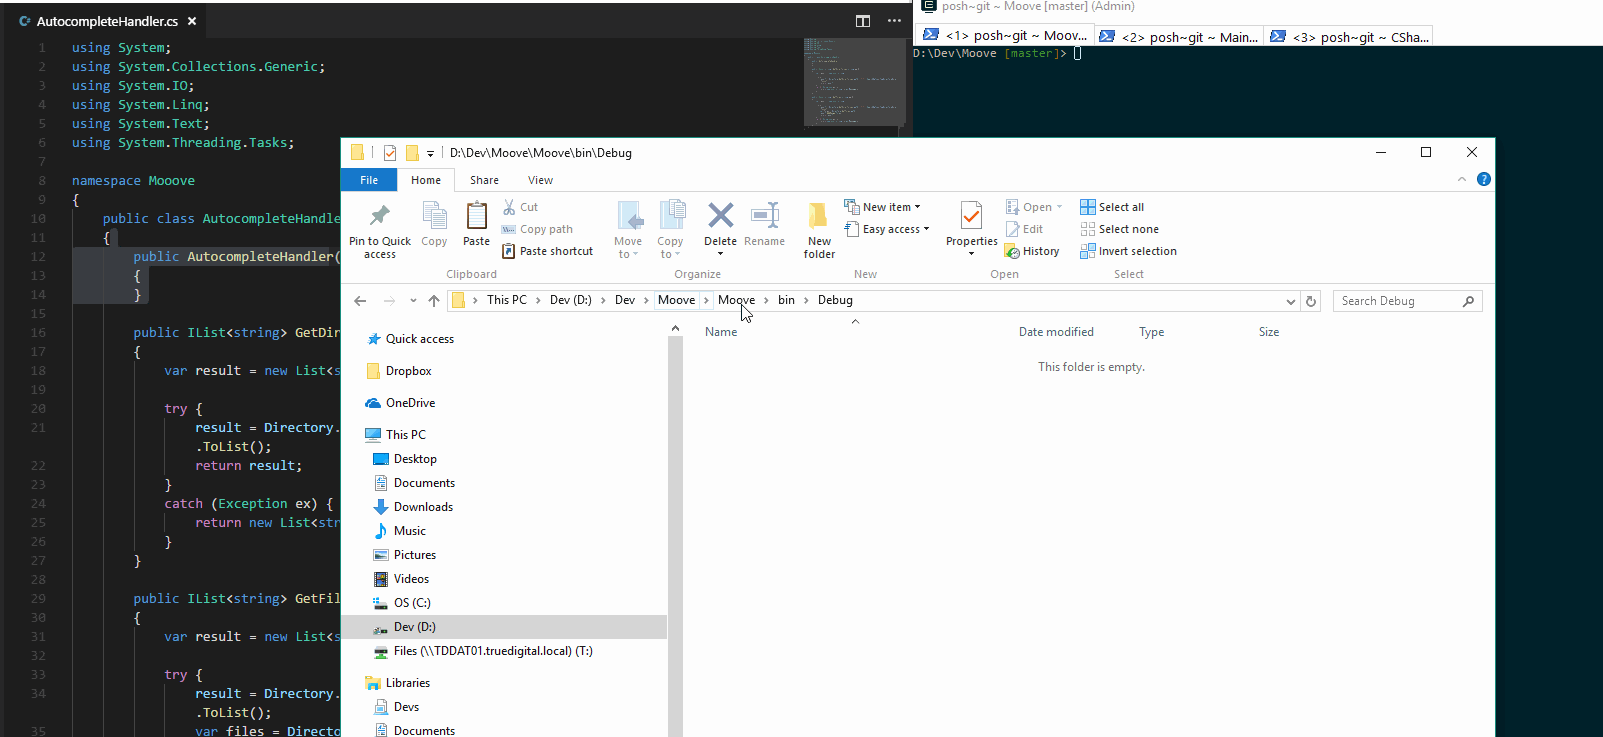 AutocompleteHandler.cs
1 using System;
2 using System.Collections.Generic;
3 using System.IO;
4 using System.Linq;
5 using System.Text;
6 using System.Threading.Tasks;
7
8 namespace Mooove
9 {
10 public class AutocompleteHandle
11 {
12 public AutocompleteHandler(
13 {
14 }
15
16 public IList<string> GetDir
17 {
18 var result = new List<s
19
20 try {
21 result = Directory.
.ToList();
22 return result;
23 }
24 catch (Exception ex) {
25 return new List<str
26 }
27 }
28
29 public IList<string> GetFil
30 {
31 var result = new List<s
32
33 try {
34 result = Directory.
.ToList();
35 var files = Directo
posh~git ~ Moove [master] (Admin)
<1> posh~git ~ Moov... <2> posh~git ~ Main... <3> posh~git ~ CSha...
D:\Dev\Moove [master]>
D:\Dev\Moove\Moove\bin\Debug
File Home Share View
Pin to Quick access
Copy
Paste
Cut
Copy path
Paste shortcut
Clipboard
Move to
Copy to
Delete
Rename
Organize
New folder
New item
Easy access
New
Properties
Open
Edit
History
Open
Select all
Select none
Invert selection
Select
This PC > Dev (D:) > Dev > Moove > Moove > bin > Debug
Search Debug
Name Date modified Type Size
This folder is empty.
Quick access
Dropbox
OneDrive
This PC
Desktop
Documents
Downloads
Music
Pictures
Videos
OS (C:)
Dev (D:)
Files (\\TDDAT01.truedigital.local) (T:)
Libraries
Devs
Documents